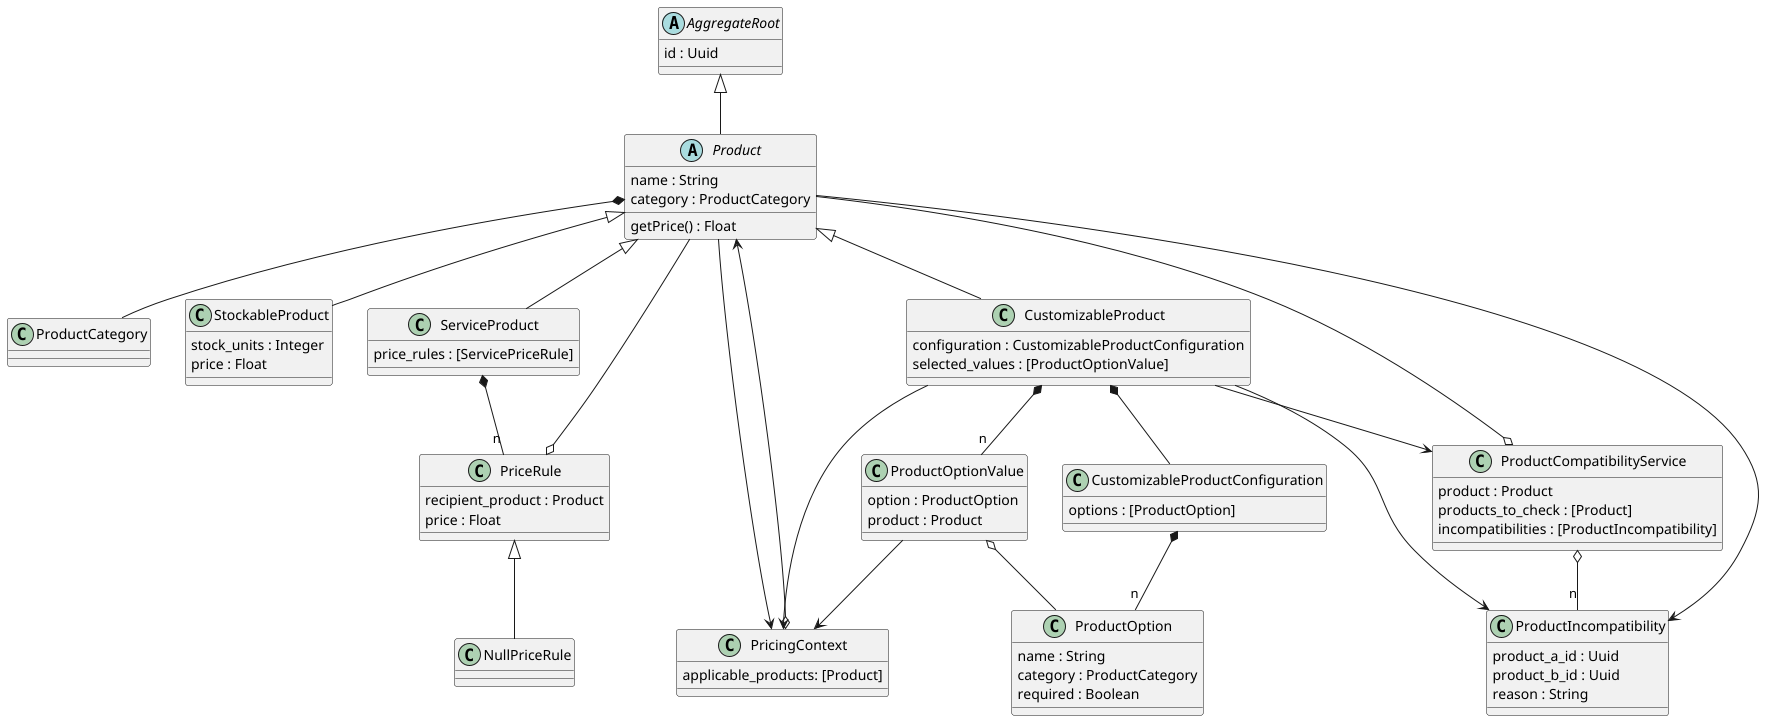 A AggregateRoot
id : Uuid
A Product
name : String
category : ProductCategory
getPrice() : Float
C ProductCategory
C StockableProduct
stock_units : Integer
price : Float
C ServiceProduct
price_rules : [ServicePriceRule]
C CustomizableProduct
configuration : CustomizableProductConfiguration
selected_values : [ProductOptionValue]
n
C PriceRule
recipient_product : Product
price : Float
n
C ProductOptionValue
option : ProductOption
product : Product
C CustomizableProductConfiguration
options : [ProductOption]
C ProductCompatibilityService
product : Product
products_to_check : [Product]
incompatibilities : [ProductIncompatibility]
C NullPriceRule
C PricingContext
applicable_products: [Product]
n
C ProductOption
name : String
category : ProductCategory
required : Boolean
n
C ProductIncompatibility
product_a_id : Uuid
product_b_id : Uuid
reason : String